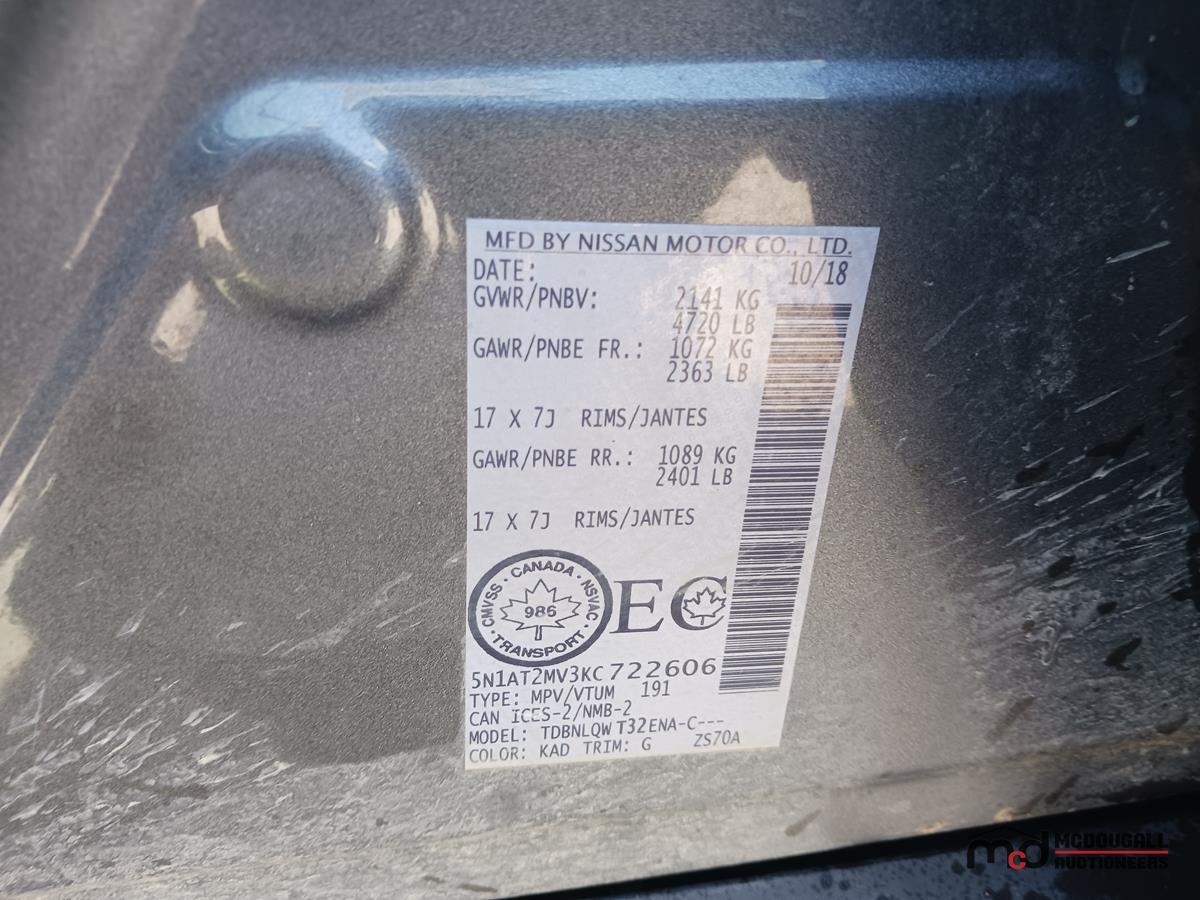 MFD BY NISSAN MOTOR CO., LTD.
DATE: 10/18
GVWR/PNBV: 2141 KG
4720 LB
GAWR/PNBE FR.: 1072 KG
2363 LB
17 X 7J RIMS/JANTES
GAWR/PNBE RR.: 1089 KG
2401 LB
17 X 7J RIMS/JANTES
CMVSS · CANADA · NSVAC
986
· TRANSPORT ·
EC
5N1AT2MV3KC722606
TYPE: MPV/VTUM 191
CAN ICES-2/NMB-2
MODEL: TDBNLQW T32ENA-C---
COLOR: KAD TRIM: G ZS70A
mcd MCDOUGALL
AUCTIONEERS